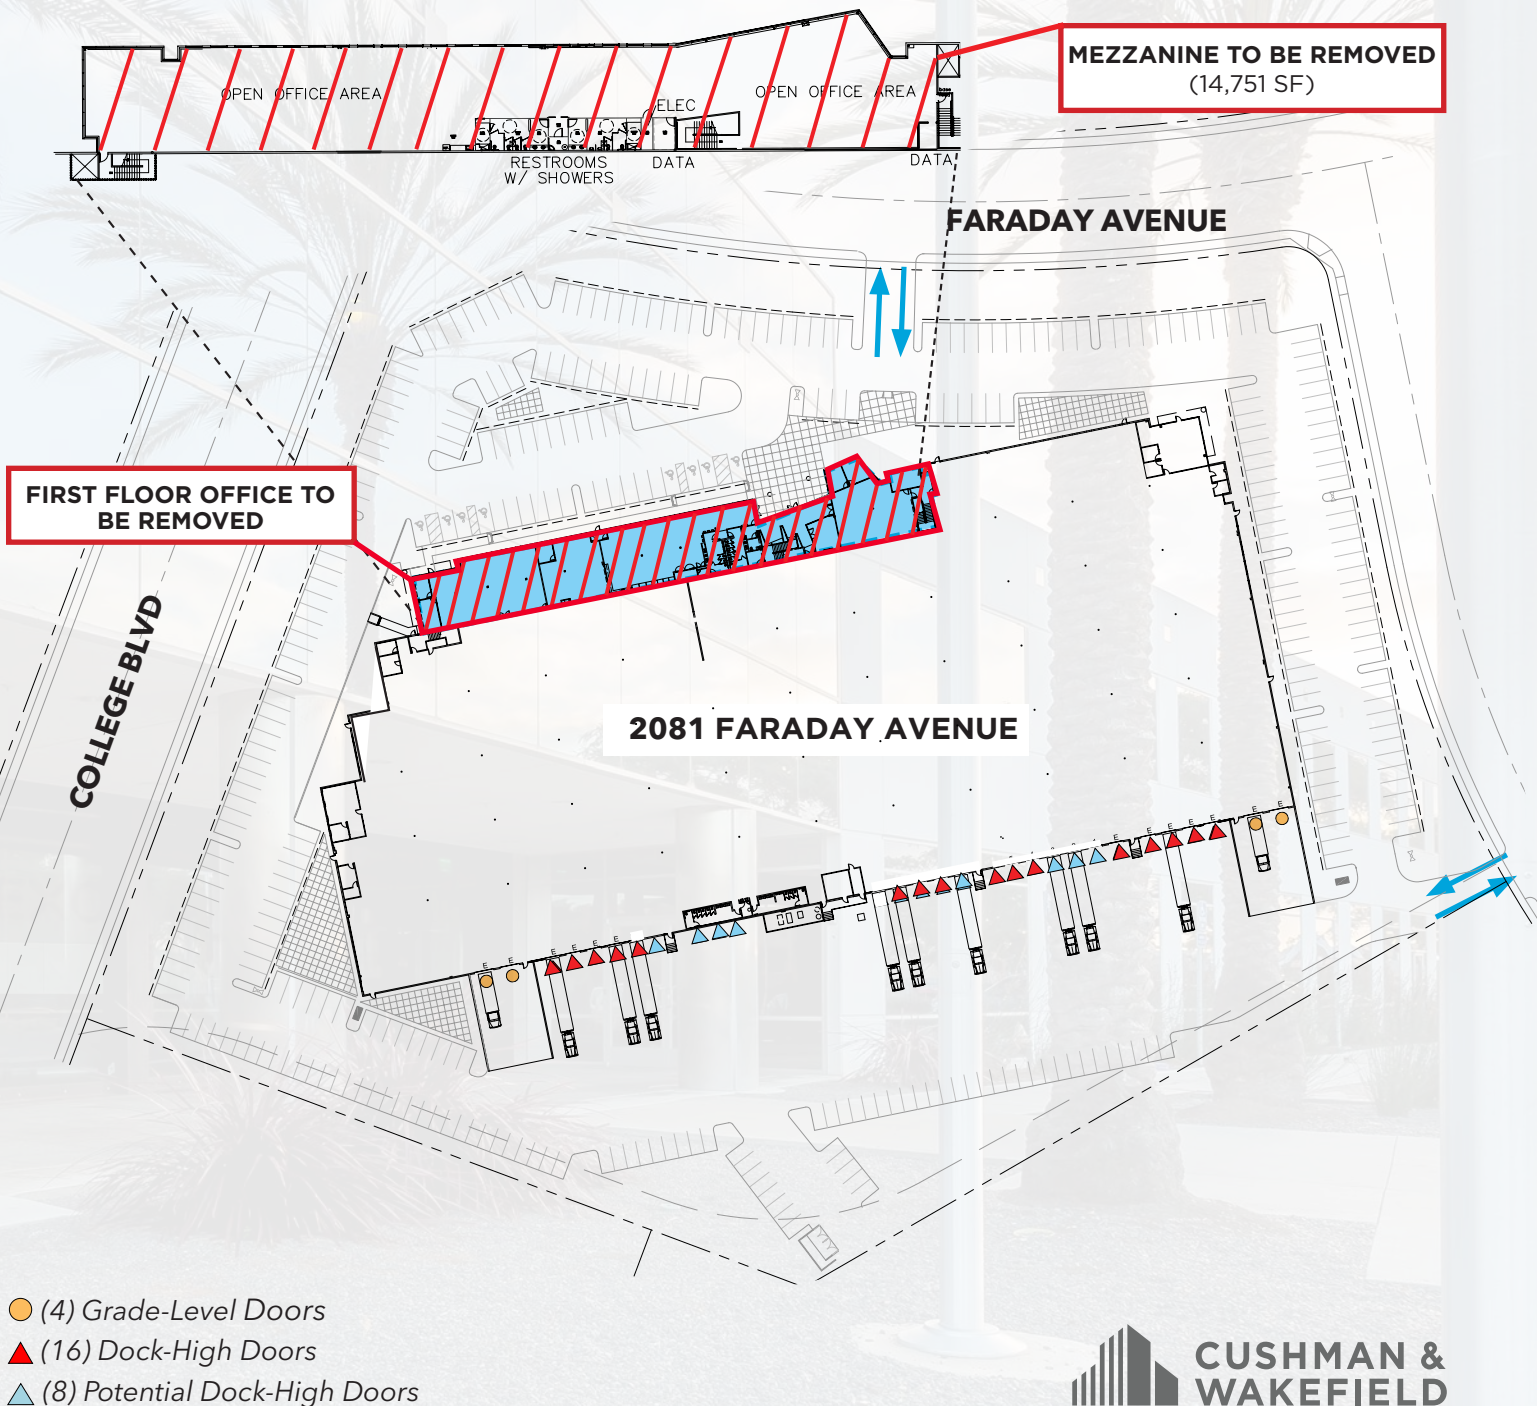 MEZZANINE TO BE REMOVED
(14,751 SF)
OPEN OFFICE AREA
OPEN OFFICE AREA
ELEC
RESTROOMS
W/ SHOWERS
DATA
DATA
FARADAY AVENUE
FIRST FLOOR OFFICE TO
BE REMOVED
COLLEGE BLVD
2081 FARADAY AVENUE
E E E E E E E
E E E E E E E
(4) Grade-Level Doors
(16) Dock-High Doors
(8) Potential Dock-High Doors
CUSHMAN &
WAKEFIELD